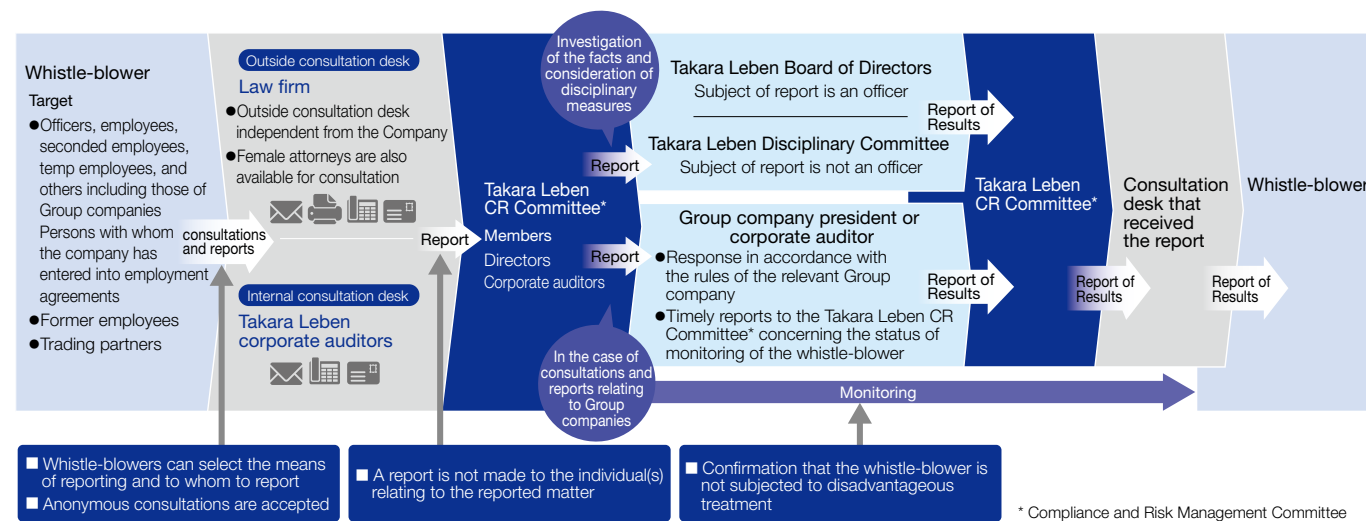 Whistle-blower
Target
●Officers, employees,
seconded employees,
temp employees, and
others including those of
Group companies
Persons with whom
the company has
entered into employment
agreements
●Former employees
●Trading partners
consultations
and reports
Outside consultation desk
Law firm
●Outside consultation desk
independent from the Company
●Female attorneys are also
available for consultation
Internal consultation desk
Takara Leben
corporate auditors
Report
Takara Leben
CR Committee*
Members
Directors
Corporate auditors
Investigation
of the facts and
consideration of
disciplinary
measures
Report
Takara Leben Board of Directors
Subject of report is an officer
Takara Leben Disciplinary Committee
Subject of report is not an officer
Report of
Results
In the case of
consultations and
reports relating
to Group
companies
Report
Group company president or
corporate auditor
●Response in accordance with
the rules of the relevant Group
company
●Timely reports to the Takara Leben CR
Committee* concerning the status of
monitoring of the whistle-blower
Report of
Results
Takara Leben
CR Committee*
Report of
Results
Consultation
desk that
received
the report
Report of
Results
Whistle-blower
Monitoring
■ Whistle-blowers can select the means
of reporting and to whom to report
■ Anonymous consultations are accepted
■ A report is not made to the individual(s)
relating to the reported matter
■ Confirmation that the whistle-blower is
not subjected to disadvantageous
treatment
* Compliance and Risk Management Committee